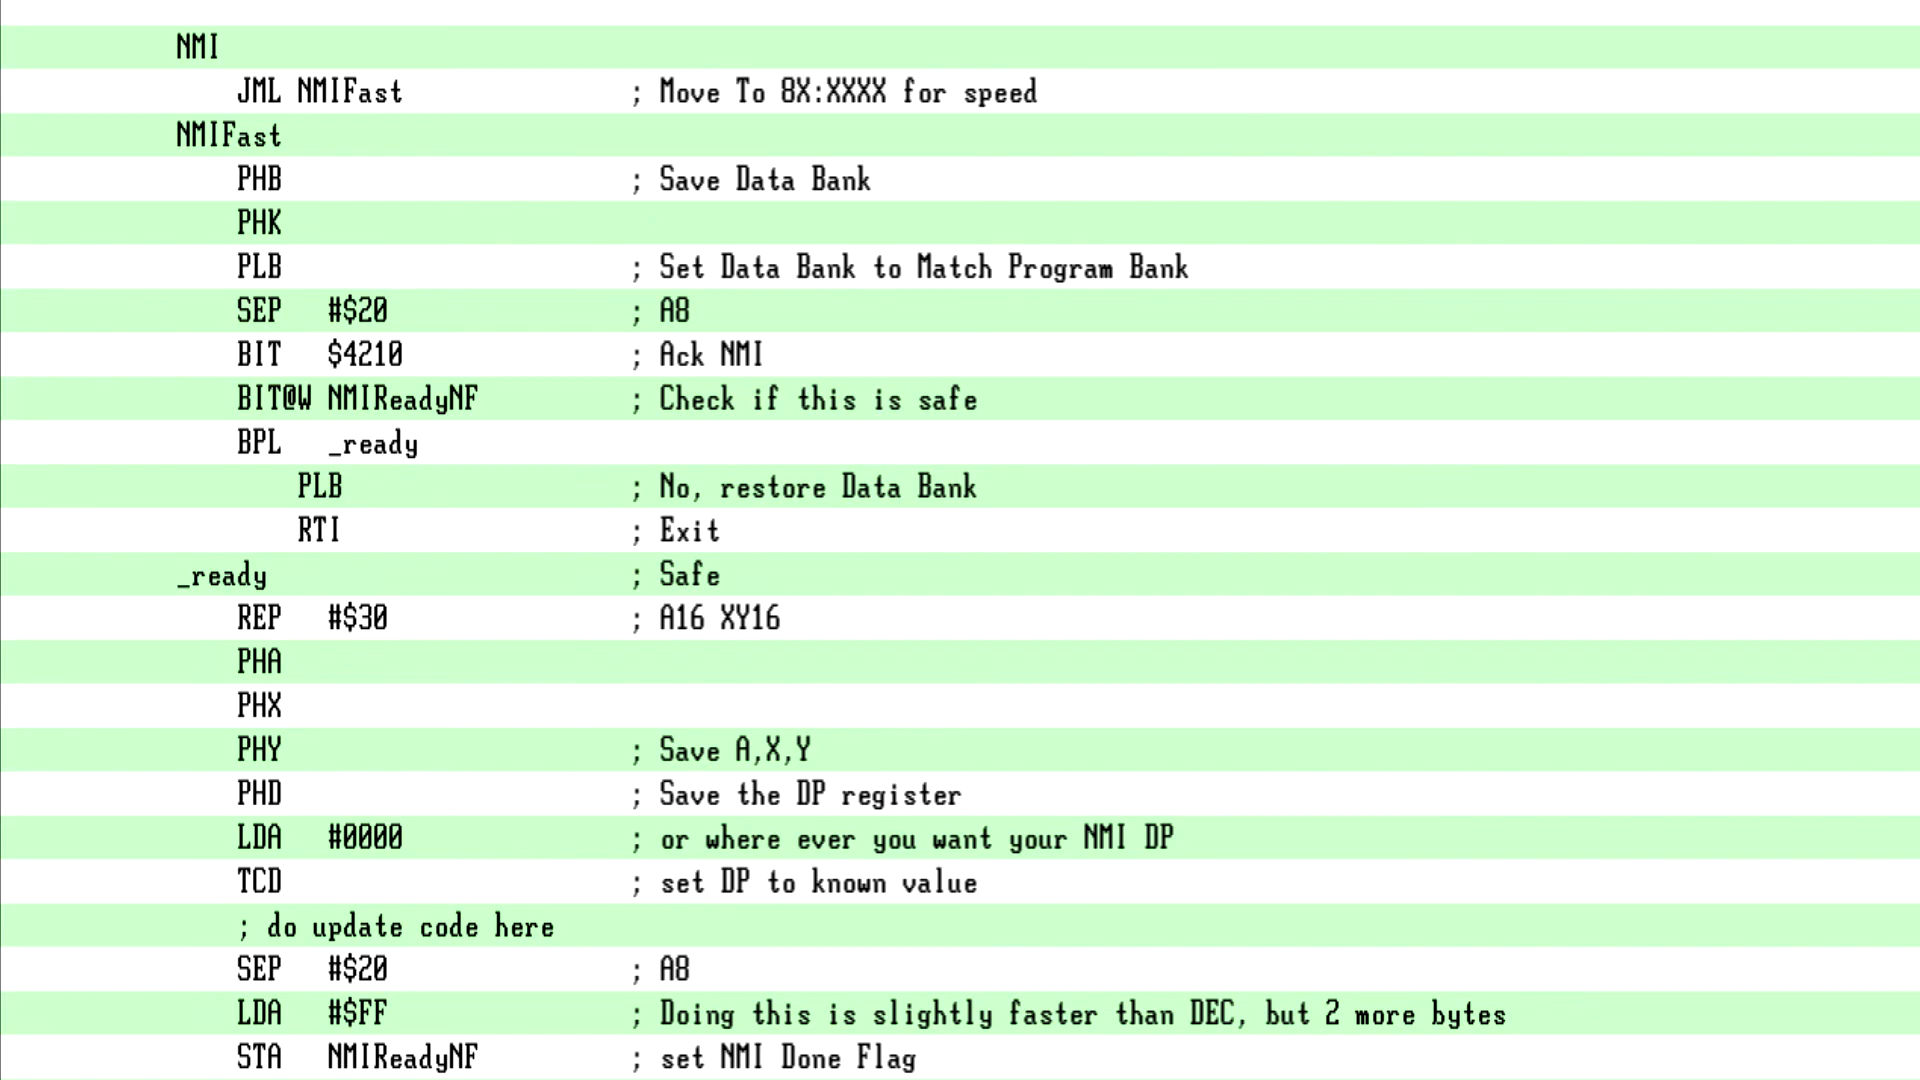 NMI
JML NMIFast ; Move To 8X:XXXX for speed
NMIFast
PHB ; Save Data Bank
PHK
PLB ; Set Data Bank to Match Program Bank
SEP #$20 ; A8
BIT $4210 ; Ack NMI
BIT@W NMIReadyNF ; Check if this is safe
BPL _ready
PLB ; No, restore Data Bank
RTI ; Exit
_ready ; Safe
REP #$30 ; A16 XY16
PHA
PHX
PHY ; Save A,X,Y
PHD ; Save the DP register
LDA #0000 ; or where ever you want your NMI DP
TCD ; set DP to known value
; do update code here
SEP #$20 ; A8
LDA #$FF ; Doing this is slightly faster than DEC, but 2 more bytes
STA NMIReadyNF ; set NMI Done Flag